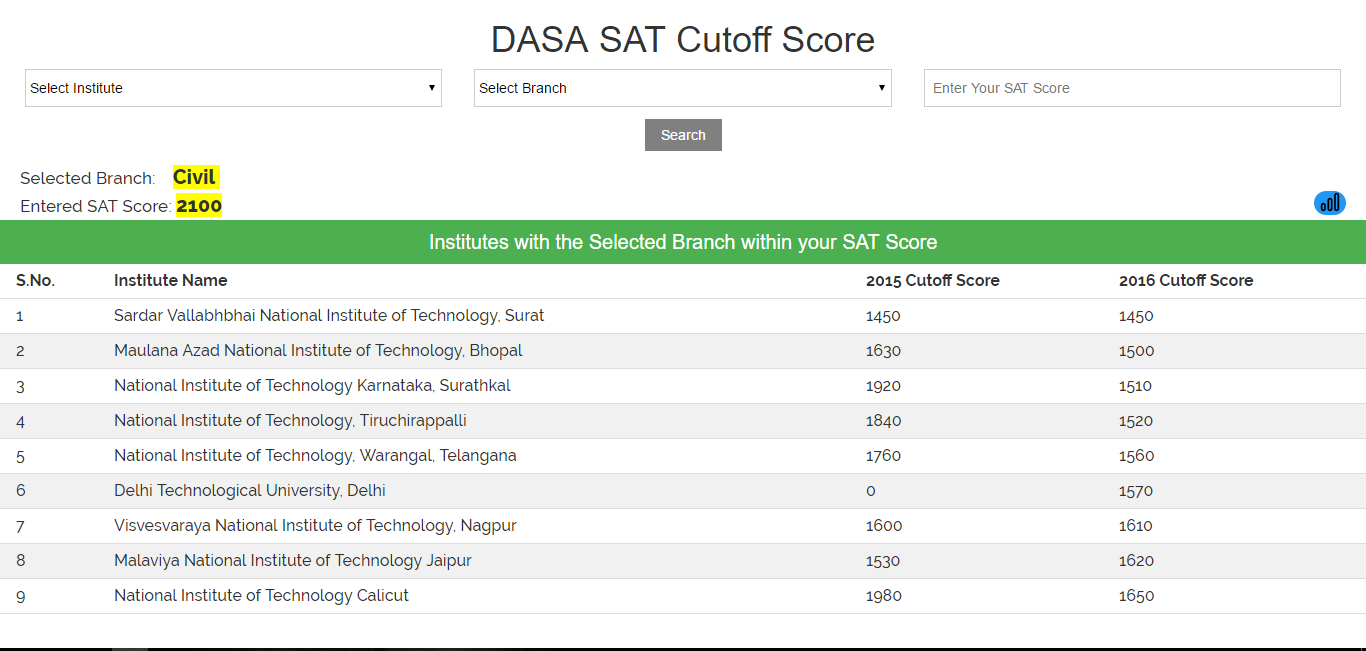 DASA SAT Cutoff Score
Select Institute Select Branch Enter Your SAT Score
Search
Selected Branch: Civil
Entered SAT Score: 2100
Institutes with the Selected Branch within your SAT Score
S.No. Institute Name 2015 Cutoff Score 2016 Cutoff Score
1 Sardar Vallabhbhai National Institute of Technology, Surat 1450 1450
2 Maulana Azad National Institute of Technology, Bhopal 1630 1500
3 National Institute of Technology Karnataka, Surathkal 1920 1510
4 National Institute of Technology, Tiruchirappalli 1840 1520
5 National Institute of Technology, Warangal, Telangana 1760 1560
6 Delhi Technological University, Delhi 0 1570
7 Visvesvaraya National Institute of Technology, Nagpur 1600 1610
8 Malaviya National Institute of Technology Jaipur 1530 1620
9 National Institute of Technology Calicut 1980 1650